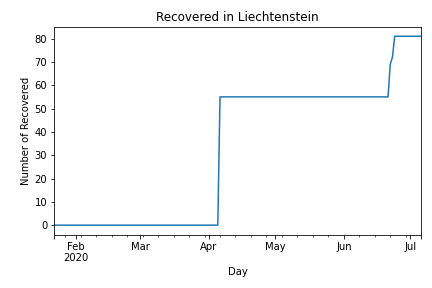 Recovered in Liechtenstein
Number of Recovered
80
70
60
50
40
30
20
10
0
Feb
2020
Mar
Apr
May
Jun
Jul
Day